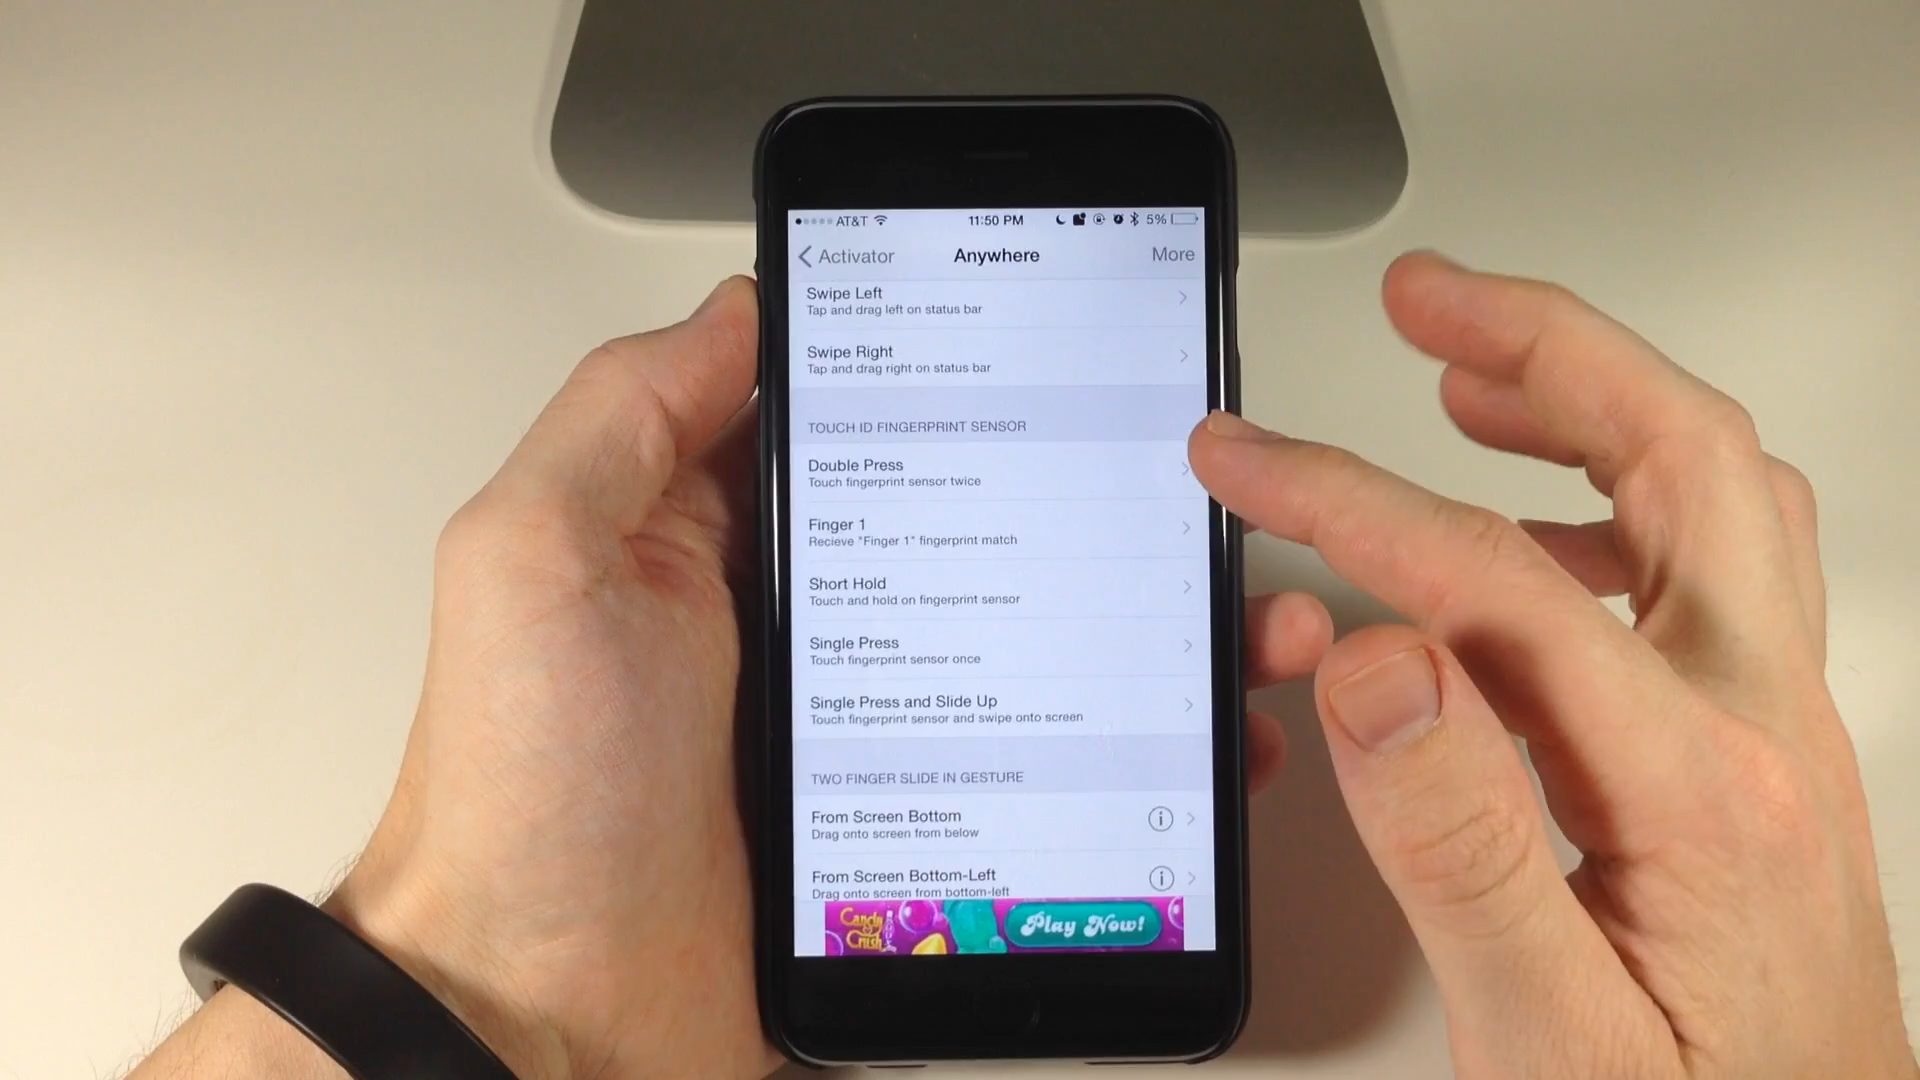 AT&T 11:50 PM 5%
Activator Anywhere More
Swipe Left
Tap and drag left on status bar
Swipe Right
Tap and drag right on status bar
TOUCH ID FINGERPRINT SENSOR
Double Press
Touch fingerprint sensor twice
Finger 1
Recieve "Finger 1" fingerprint match
Short Hold
Touch and hold on fingerprint sensor
Single Press
Touch fingerprint sensor once
Single Press and Slide Up
Touch fingerprint sensor and swipe onto screen
TWO FINGER SLIDE IN GESTURE
From Screen Bottom
Drag onto screen from below
From Screen Bottom-Left
Drag onto screen from bottom-left
Candy
Crush
Play Now!